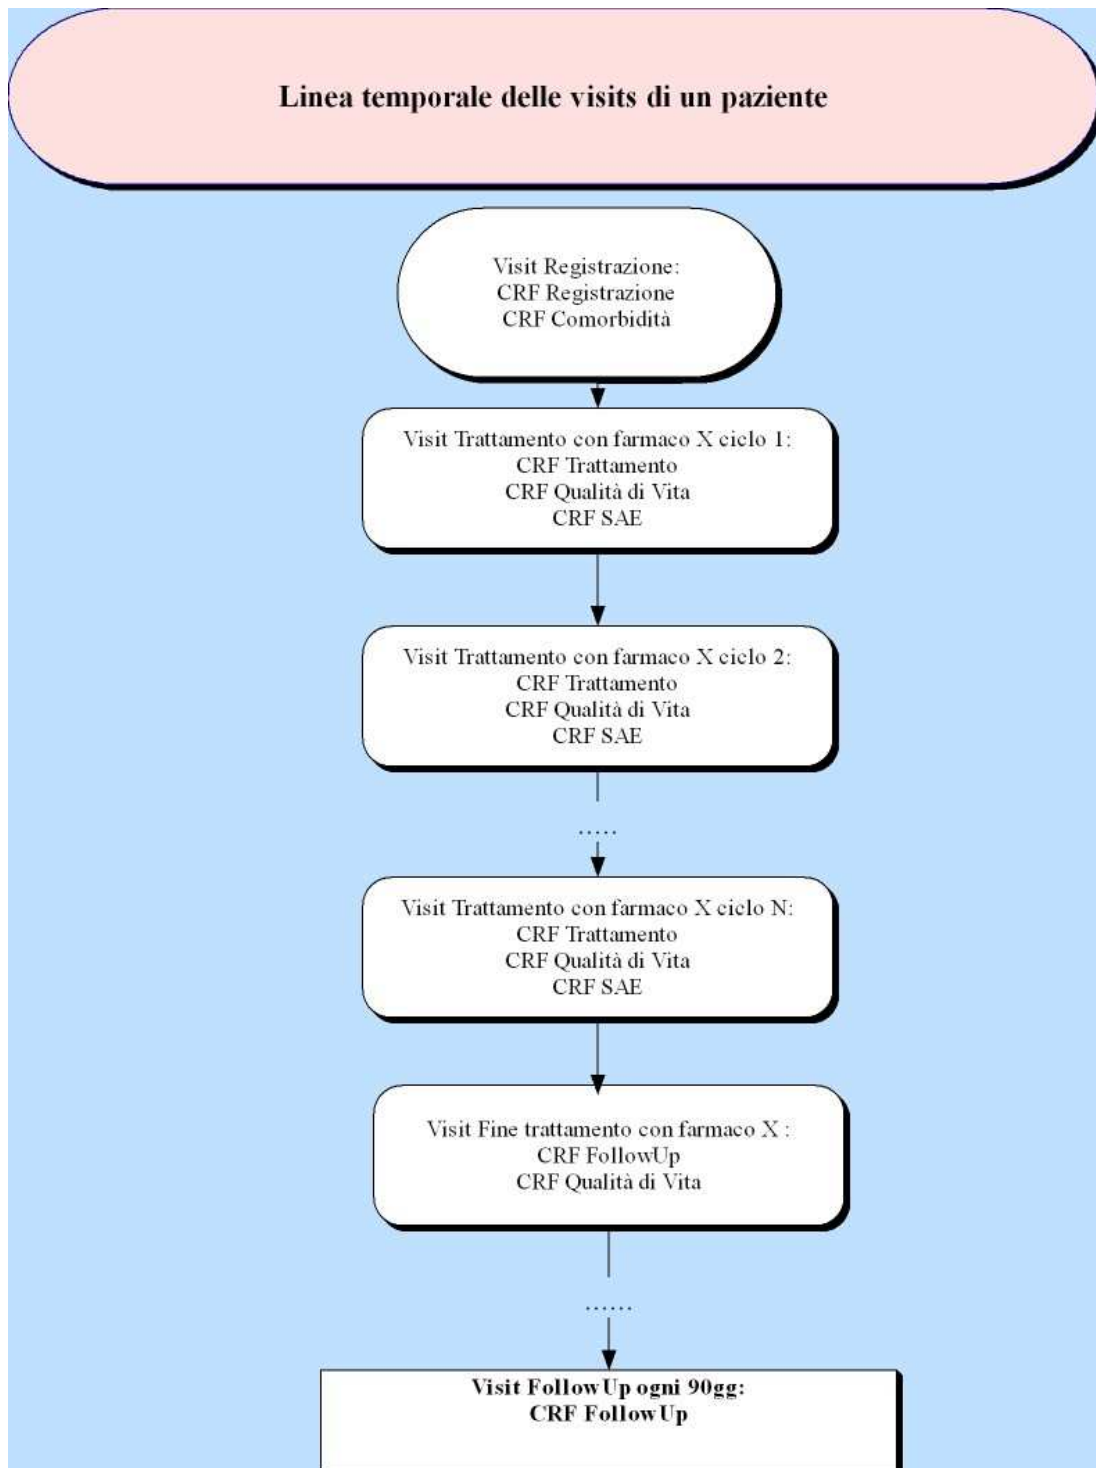 Linea temporale delle visits di un paziente
Visit Registrazione:
CRF Registrazione
CRF Comorbidità
Visit Trattamento con farmaco X ciclo 1:
CRF Trattamento
CRF Qualità di Vita
CRF SAE
Visit Trattamento con farmaco X ciclo 2:
CRF Trattamento
CRF Qualità di Vita
CRF SAE
.....
Visit Trattamento con farmaco X ciclo N:
CRF Trattamento
CRF Qualità di Vita
CRF SAE
Visit Fine trattamento con farmaco X :
CRF FollowUp
CRF Qualità di Vita
......
Visit FollowUp ogni 90gg:
CRF FollowUp